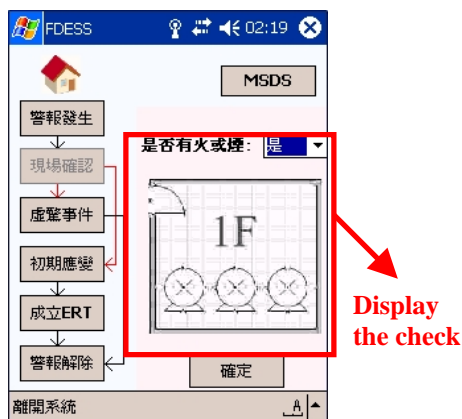 FDESS 02:19
MSDS
警報發生
是否有火或煙: 是
現場確認
虛驚事件
1F
初期應變
成立ERT
Display
the check
警報解除
確定
離開系統 A